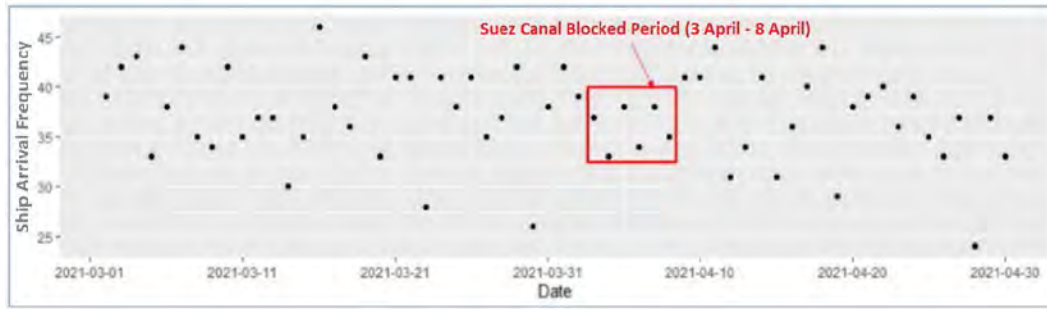 Suez Canal Blocked Period (3 April - 8 April)
Ship Arrival Frequency
45
40
35
30
25
2021-03-01 2021-03-11 2021-03-21 2021-03-31 2021-04-10 2021-04-20 2021-04-30
Date